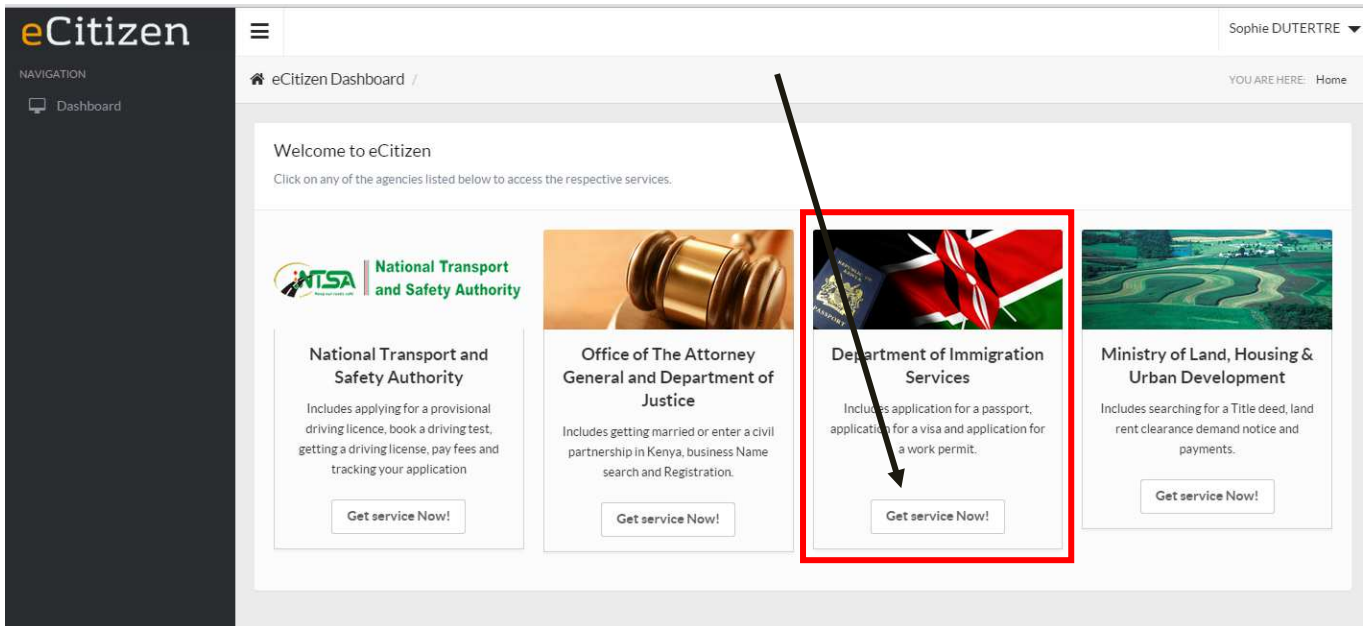 eCitizen
Sophie DUTERTRE
NAVIGATION
Dashboard
eCitizen Dashboard /
YOU ARE HERE: Home
Welcome to eCitizen
Click on any of the agencies listed below to access the respective services.
NTSA
National Transport
and Safety Authority
National Transport and
Safety Authority
Includes applying for a provisional
driving licence, book a driving test,
getting a driving license, pay fees and
tracking your application
Get service Now!
Office of The Attorney
General and Department of
Justice
Includes getting married or enter a civil
partnership in Kenya, business Name
search and Registration.
Get service Now!
REPUBLIC OF
KENYA
PASSPORT
Department of Immigration
Services
Includes application for a passport,
application for a visa and application for
a work permit.
Get service Now!
Ministry of Land, Housing &
Urban Development
Includes searching for a Title deed, land
rent clearance demand notice and
payments.
Get service Now!